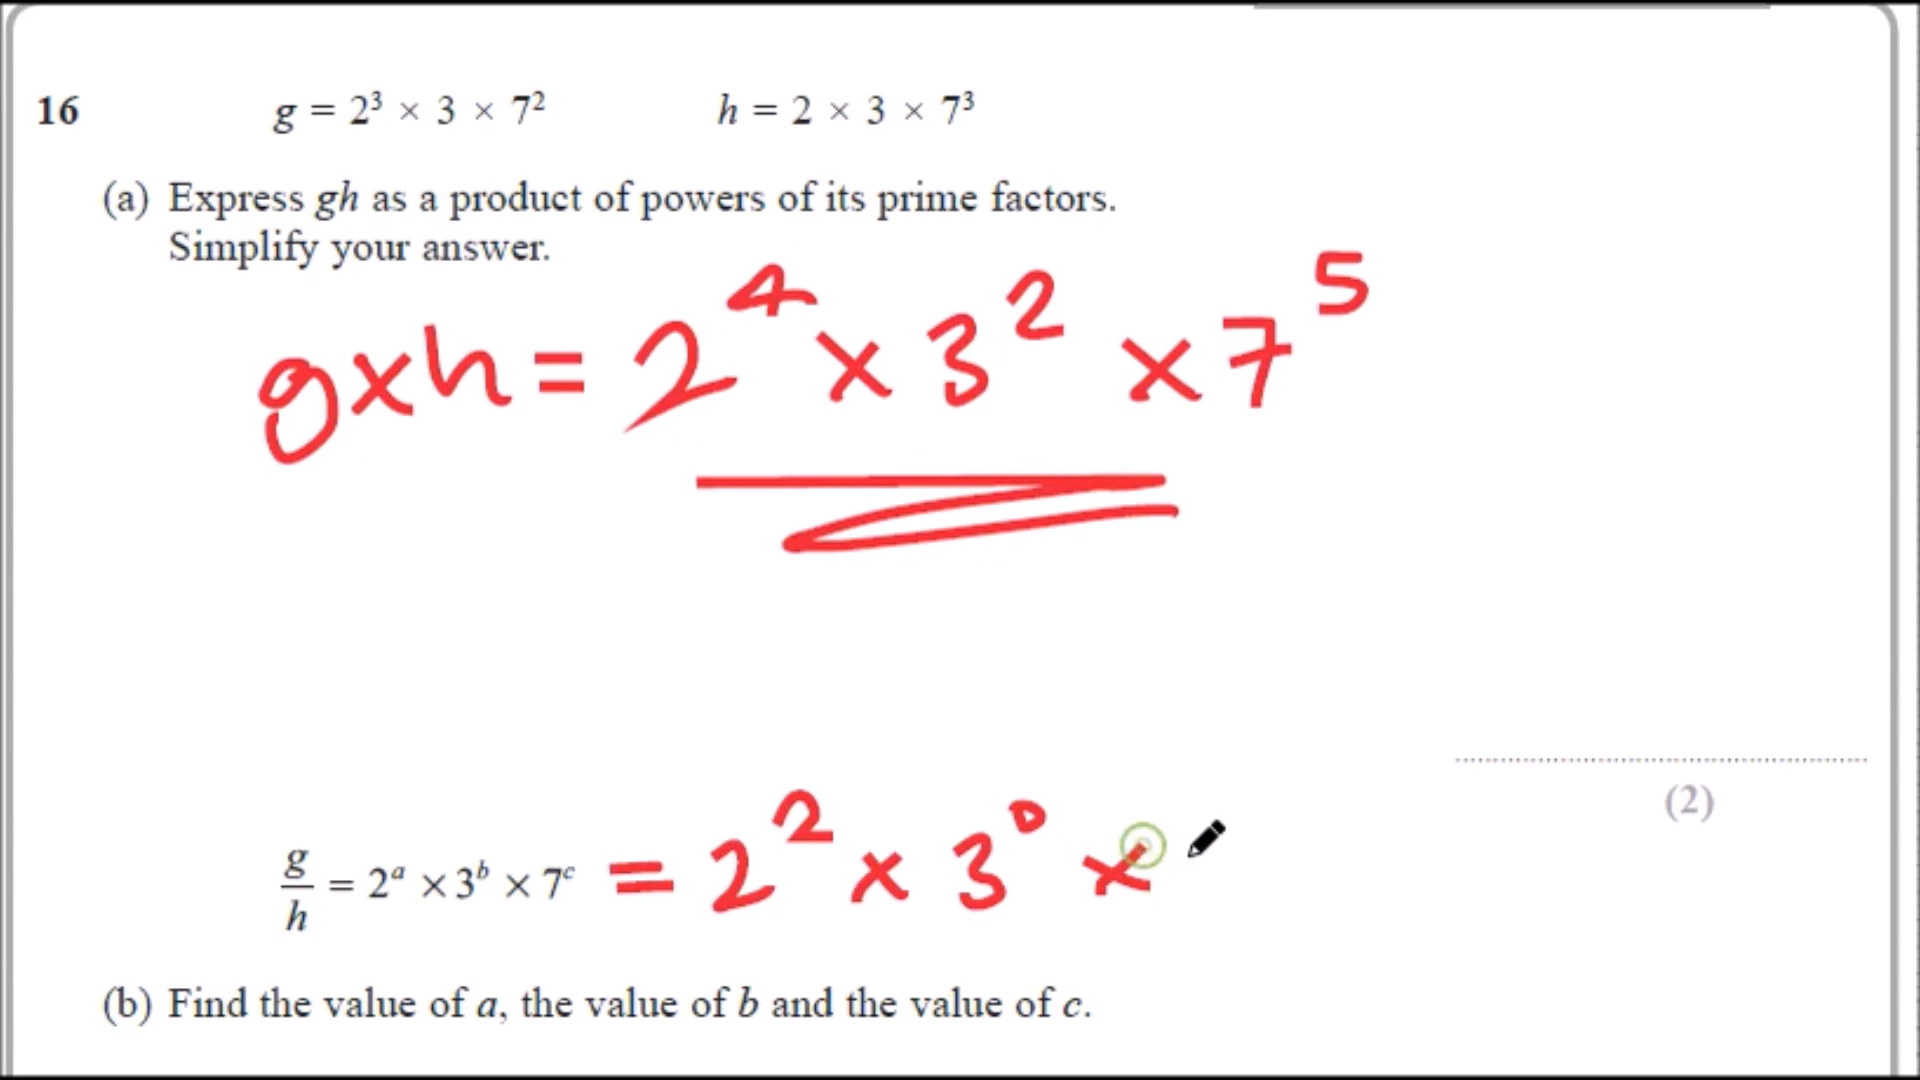 16 g = 2³ × 3 × 7² h = 2 × 3 × 7³
(a) Express gh as a product of powers of its prime factors.
Simplify your answer.
g×h = 2⁴ × 3² × 7⁵
(2)
g/h = 2ᵃ × 3ᵇ × 7ᶜ = 2² × 3⁰ ×
(b) Find the value of a, the value of b and the value of c.